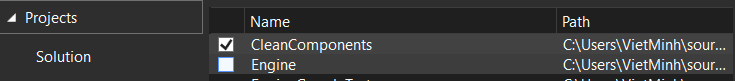 Projects
Solution
Name Path
CleanComponents C:\Users\VietMinh\sour...
Engine C:\Users\VietMinh\sour...